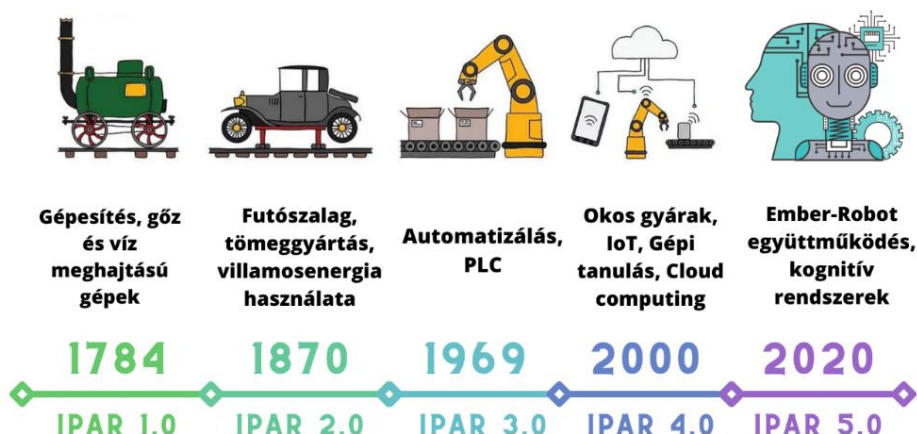 Gépesítés, gőz
és víz
meghajtású
gépek
Futószalag,
tömeggyártás,
villamosenergia
használata
Automatizálás,
PLC
Okos gyárak,
IoT, Gépi
tanulás, Cloud
computing
Ember-Robot
együttműködés,
kognitív
rendszerek
1784
1870
1969
2000
2020
IPAR 1.0
IPAR 2.0
IPAR 3.0
IPAR 4.0
IPAR 5.0